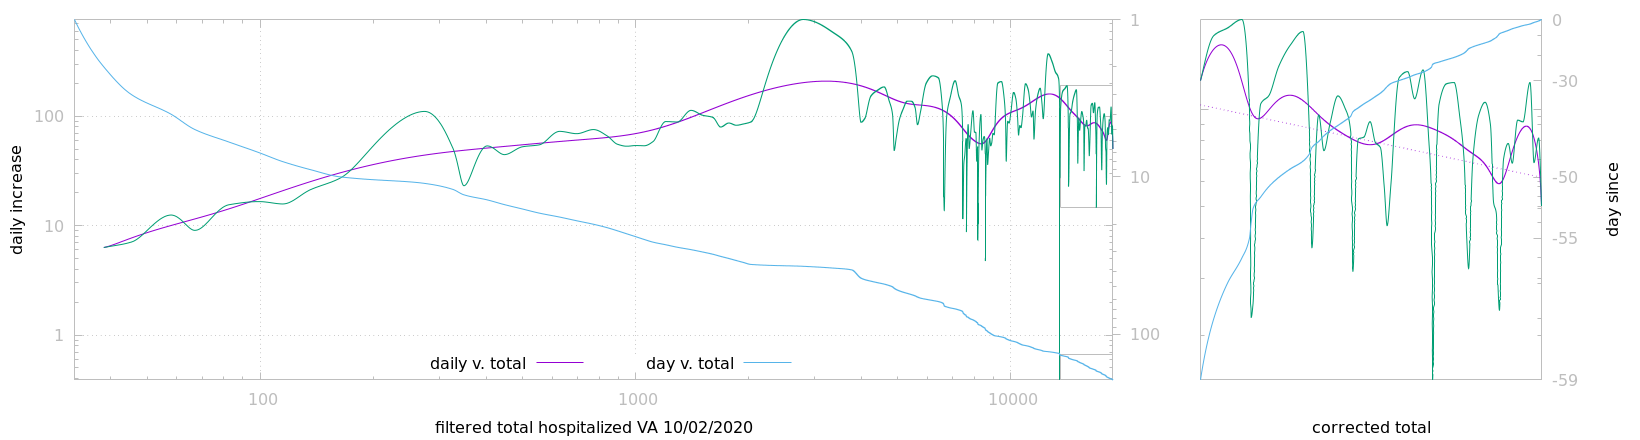 daily increase
100
10
1
daily v. total
day v. total
100
1000
10000
filtered total hospitalized VA 10/02/2020
1
10
100
0
-30
-50
-55
-59
day since
corrected total